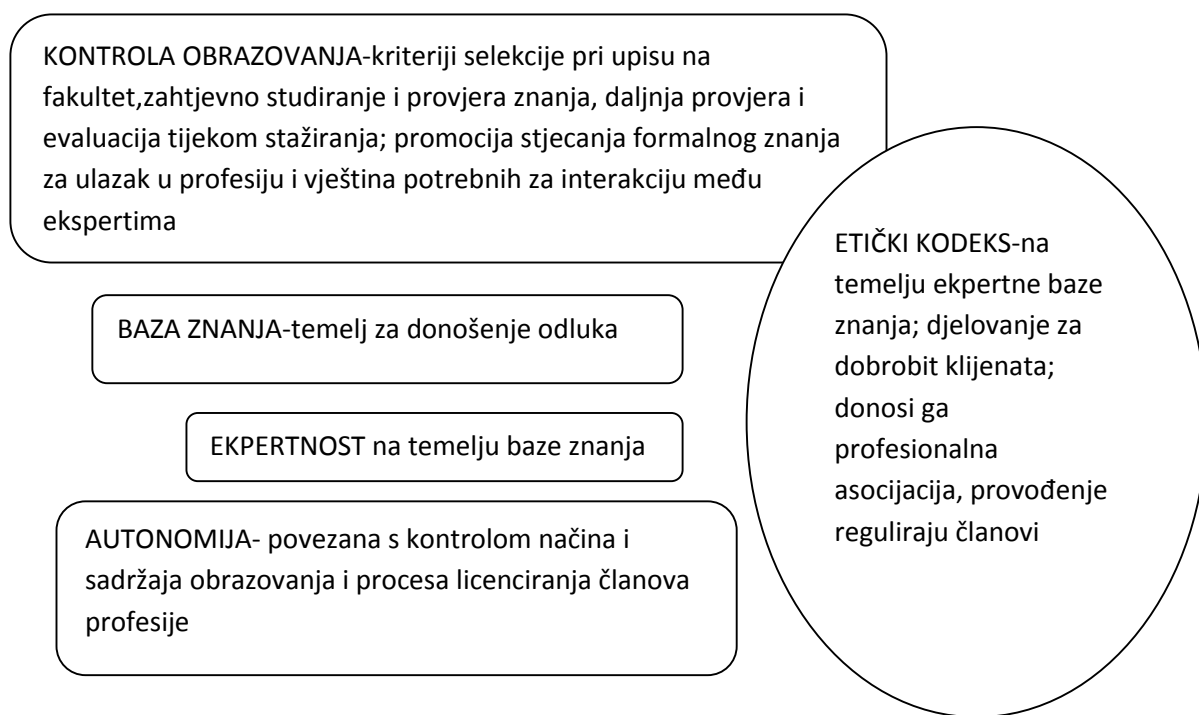 KONTROLA OBRAZOVANJA-kriteriji selekcije pri upisu na
fakultet,zahtjevno studiranje i provjera znanja, daljnja provjera i
evaluacija tijekom stažiranja; promocija stjecanja formalnog znanja
za ulazak u profesiju i vještina potrebnih za interakciju među
ekspertima
BAZA ZNANJA-temelj za donošenje odluka
EKPERTNOST na temelju baze znanja
AUTONOMIJA- povezana s kontrolom načina i
sadržaja obrazovanja i procesa licenciranja članova
profesije
ETIČKI KODEKS-na
temelju ekpertne baze
znanja; djelovanje za
dobrobit klijenata;
donosi ga
profesionalna
asocijacija, provođenje
reguliraju članovi